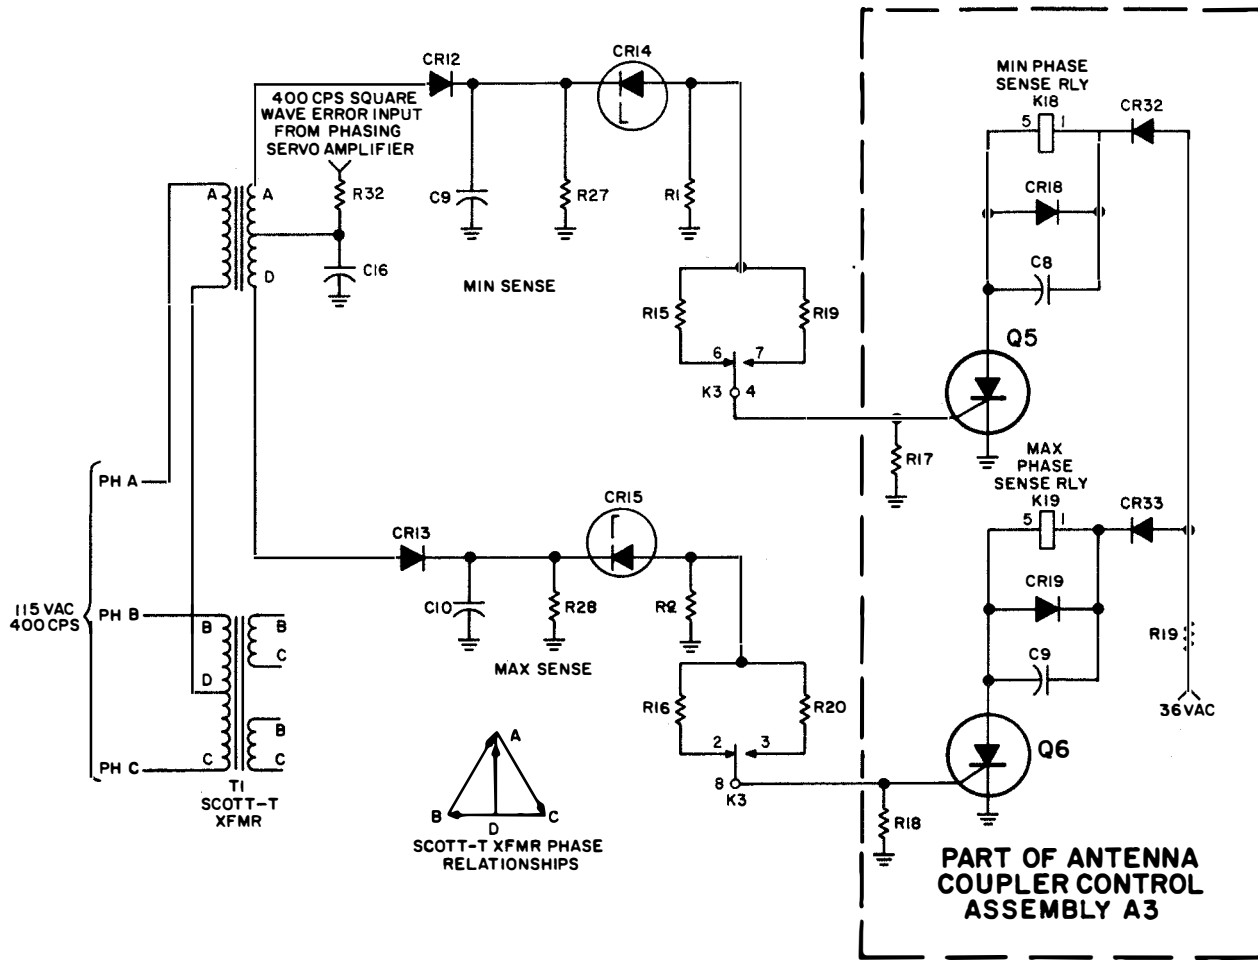 CR12
CR14
400 CPS SQUARE
WAVE ERROR INPUT
FROM PHASING
SERVO AMPLIFIER
A
A
R32
D
C16
C9
R27
R1
MIN SENSE
R15
R19
6
7
K3
4
MIN PHASE
SENSE RLY
K18
5
1
CR32
CR18
C8
Q5
R17
PH A
115 VAC
400 CPS
PH B
B
B
C
D
B
C
C
PH C
T1
SCOTT-T
XFMR
CR13
CR15
C10
R28
R2
MAX SENSE
R16
R20
2
3
8
K3
A
B
D
C
SCOTT-T XFMR PHASE
RELATIONSHIPS
MAX
PHASE
SENSE RLY
K19
5
1
CR33
CR19
C9
R19
36 VAC
Q6
R18
PART OF ANTENNA
COUPLER CONTROL
ASSEMBLY A3